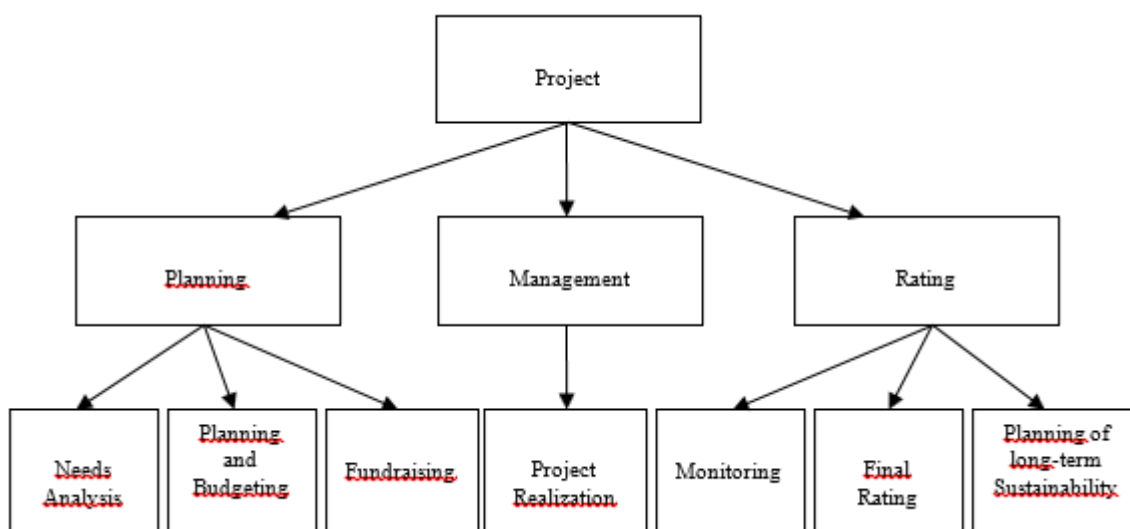 Project
Planning
Management
Rating
Needs
Analysis
Planning
and
Budgeting
Fundraising
Project
Realization
Monitoring
Final
Rating
Planning of
long-term
Sustainability